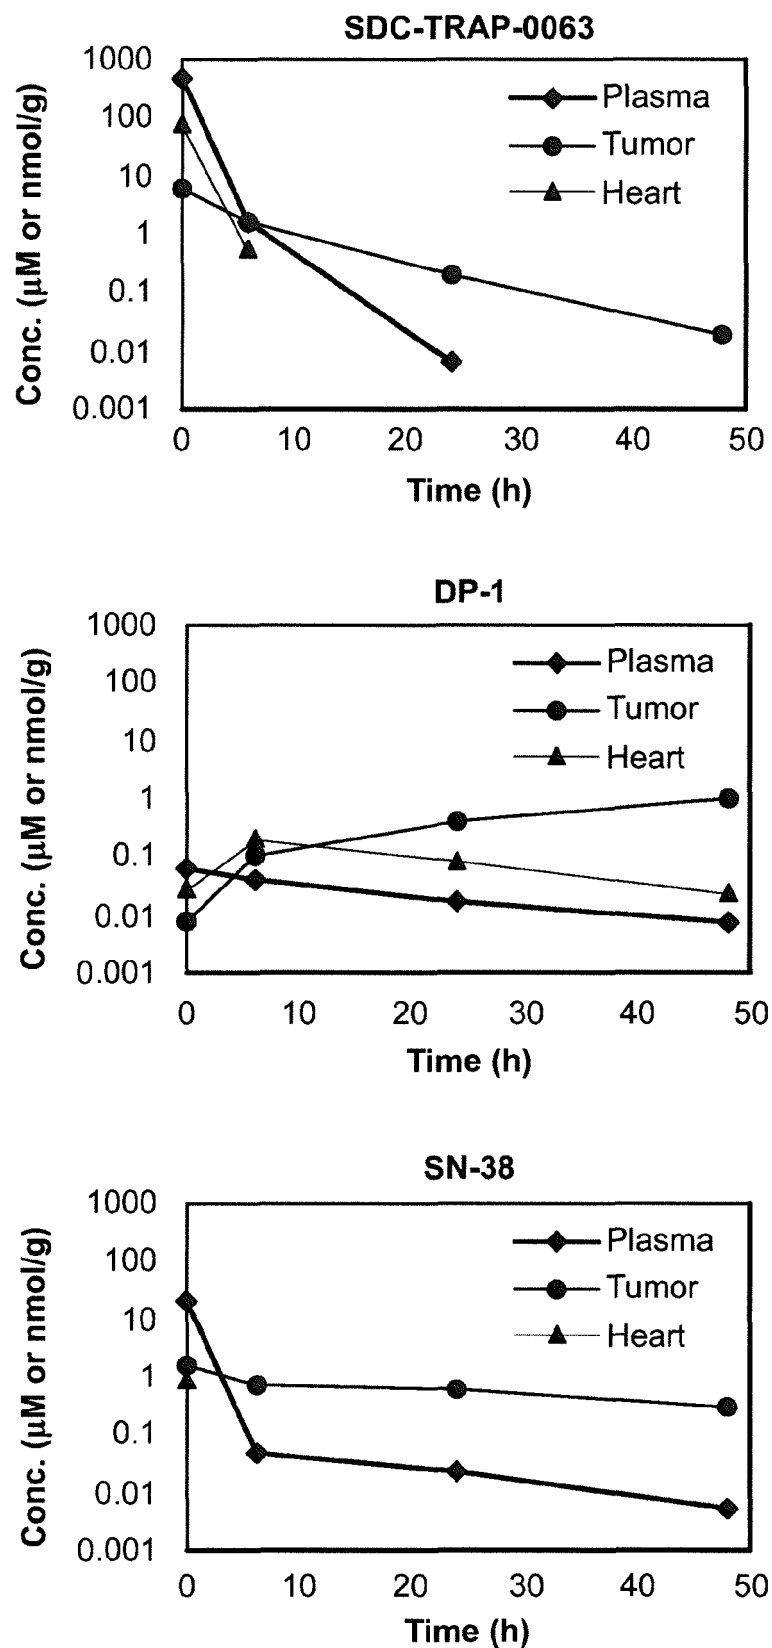 SDC-TRAP-0063
Conc. (μM or nmol/g)
1000
100
10
1
0.1
0.01
0.001
Plasma
Tumor
Heart
0 10 20 30 40 50
Time (h)
DP-1
Conc. (μM or nmol/g)
1000
100
10
1
0.1
0.01
0.001
Plasma
Tumor
Heart
0 10 20 30 40 50
Time (h)
SN-38
Conc. (μM or nmol/g)
1000
100
10
1
0.1
0.01
0.001
Plasma
Tumor
Heart
0 10 20 30 40 50
Time (h)